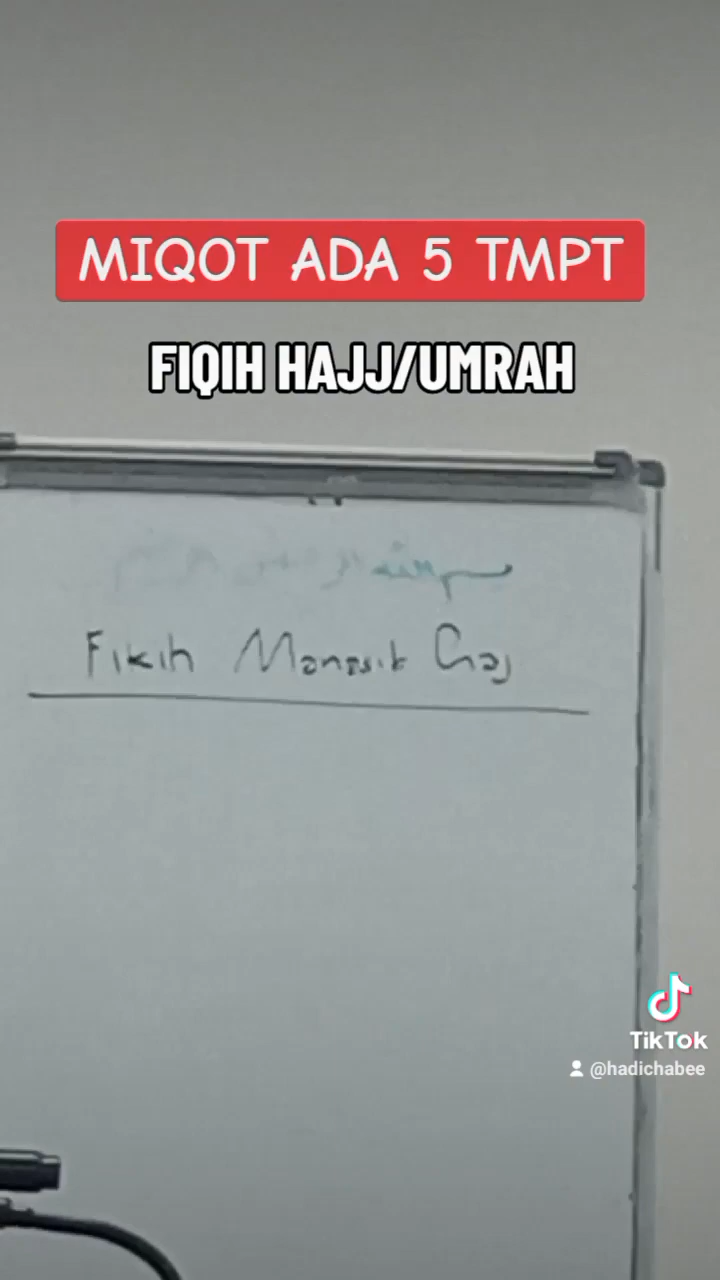 MIQOT ADA 5 TMPT
FIQIH HAJJ/UMRAH
Fikih Manasik Haj
TikTok
@hadichabee